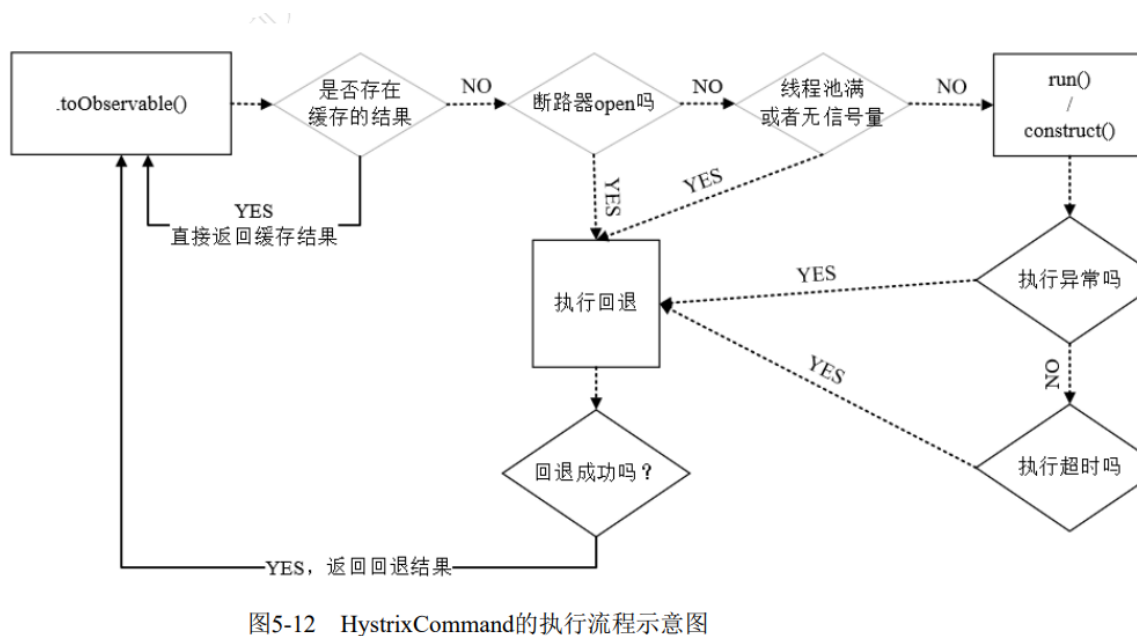 .toObservable()
是否存在
缓存的结果
NO
断路器open吗
NO
线程池满
或者无信号量
NO
run()
/
construct()
YES
直接返回缓存结果
YES
YES
执行回退
YES
执行异常吗
NO
YES
执行超时吗
回退成功吗？
YES，返回回退结果
图5-12 HystrixCommand的执行流程示意图